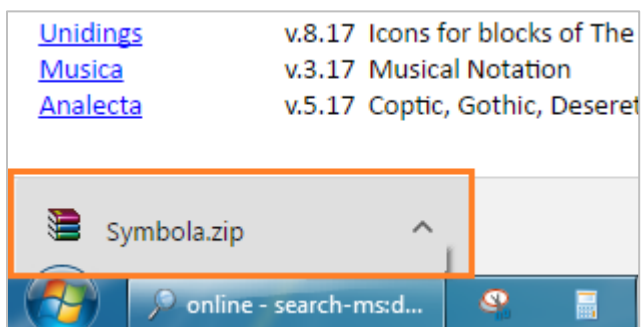 Unidings v.8.17 Icons for blocks of The
Musica v.3.17 Musical Notation
Analecta v.5.17 Coptic, Gothic, Deseret
Symbola.zip
online - search-ms:d...